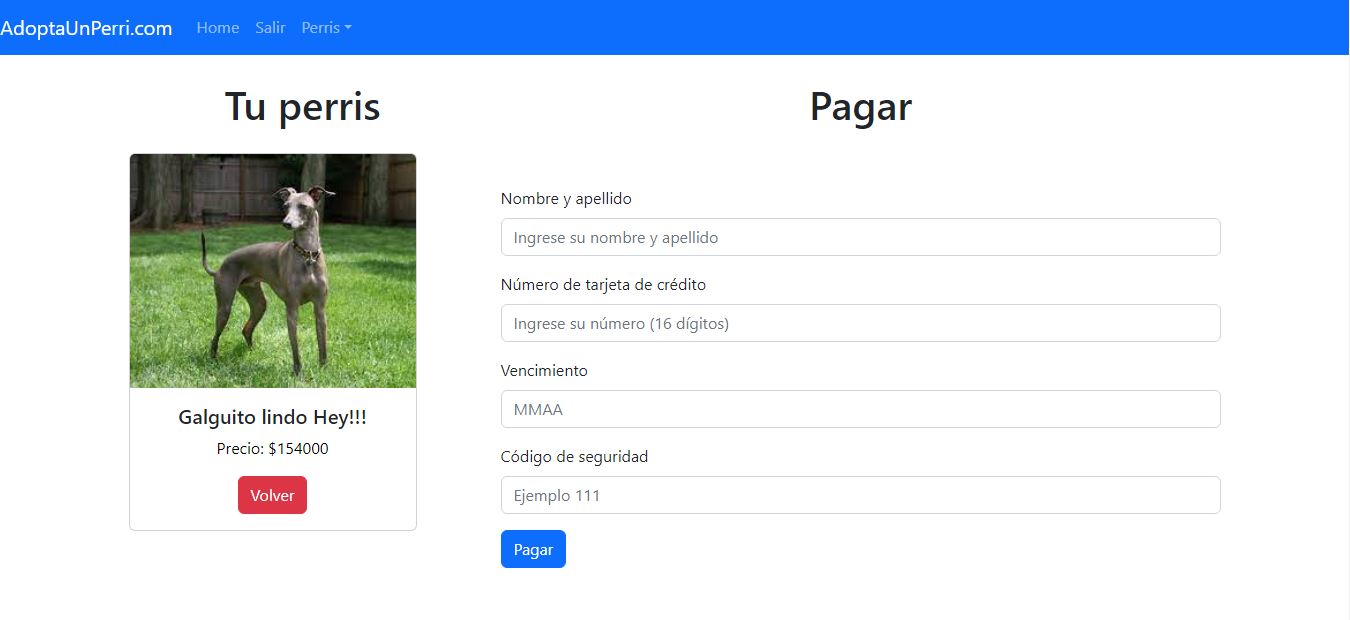 AdoptaUnPerri.com Home Salir Perris
Tu perris
Galguito lindo Hey!!!
Precio: $154000
Volver
Pagar
Nombre y apellido
Ingrese su nombre y apellido
Número de tarjeta de crédito
Ingrese su número (16 dígitos)
Vencimiento
MMAA
Código de seguridad
Ejemplo 111
Pagar